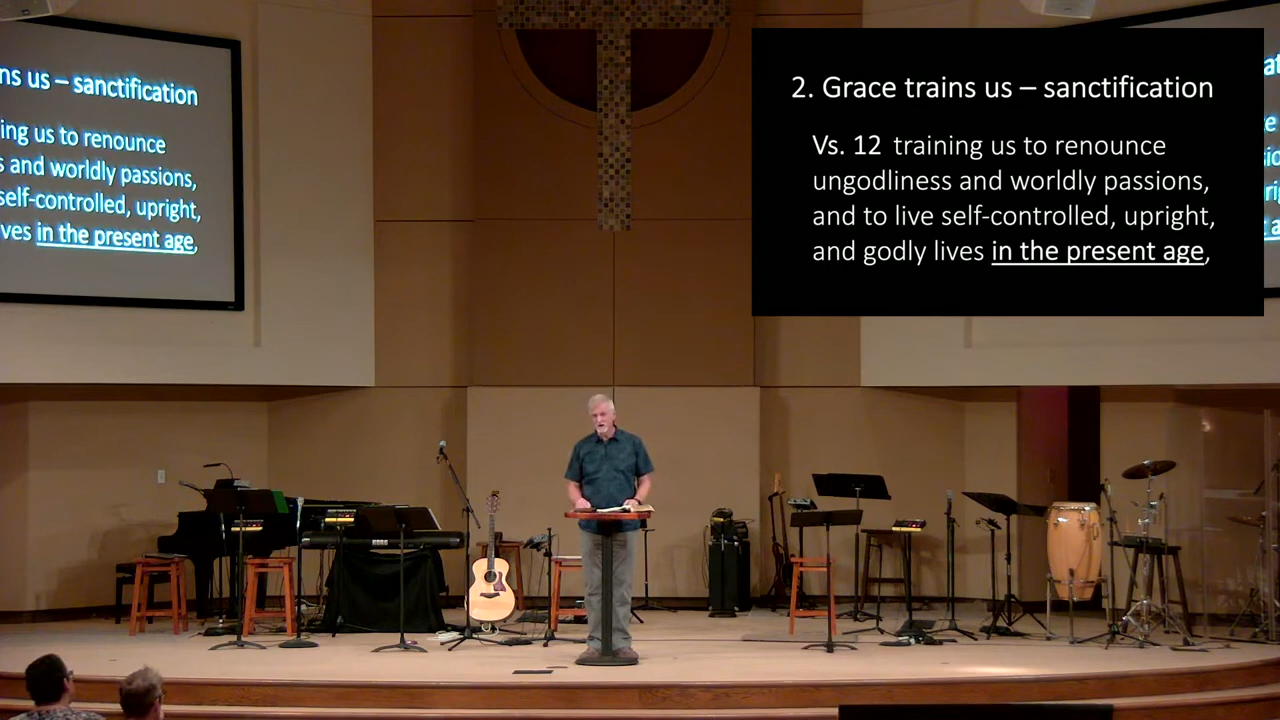 ns us – sanctification
ing us to renounce
s and worldly passions,
self-controlled, upright,
ves in the present age,
2. Grace trains us – sanctification
Vs. 12 training us to renounce
ungodliness and worldly passions,
and to live self-controlled, upright,
and godly lives in the present age,
KORG